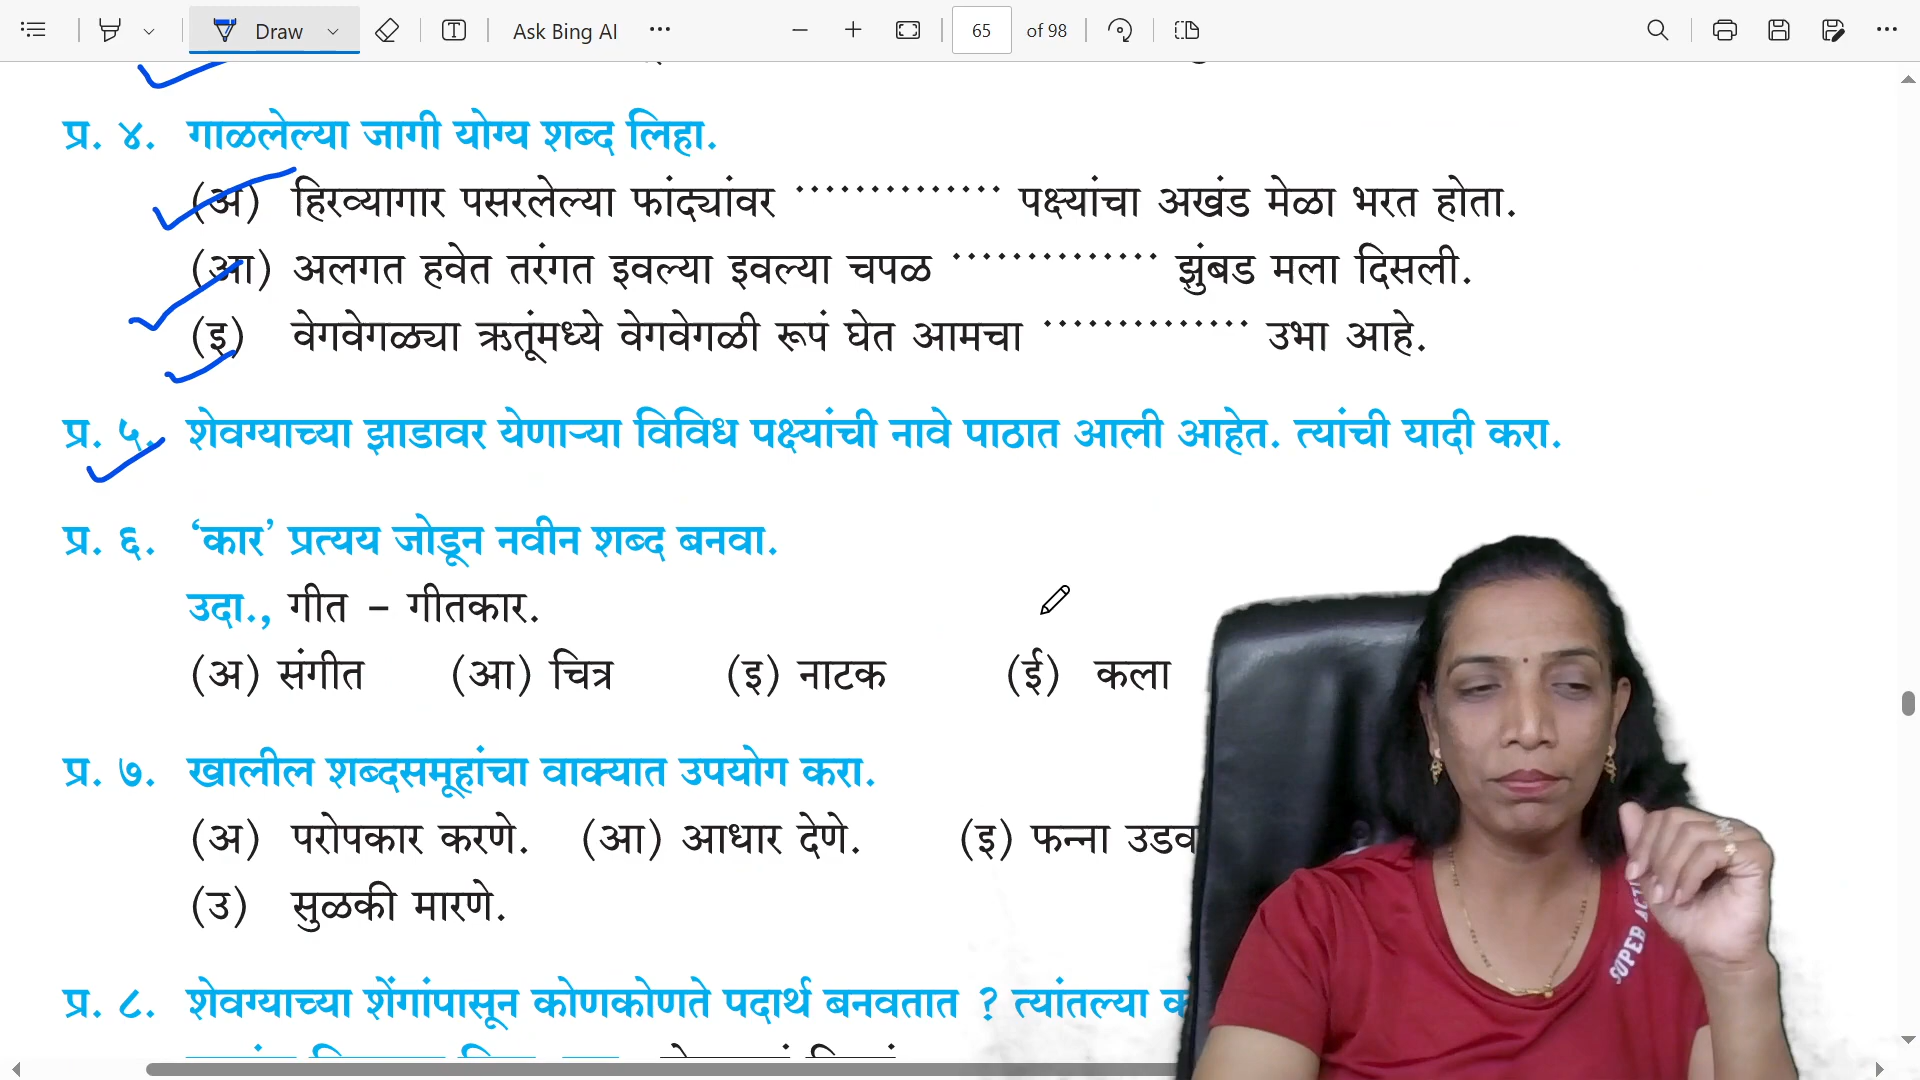 Draw
Ask Bing AI
65 of 98
प्र. ४. गाळलेल्या जागी योग्य शब्द लिहा.
(अ) हिरव्यागार पसरलेल्या फांद्यांवर .............. पक्ष्यांचा अखंड मेळा भरत होता.
(आ) अलगत हवेत तरंगत इवल्या इवल्या चपळ .............. झुंबड मला दिसली.
(इ) वेगवेगळ्या ऋतूंमध्ये वेगवेगळी रूपं घेत आमचा .............. उभा आहे.
प्र. ५. शेवग्याच्या झाडावर येणाऱ्या विविध पक्ष्यांची नावे पाठात आली आहेत. त्यांची यादी करा.
प्र. ६. ‘कार’ प्रत्यय जोडून नवीन शब्द बनवा.
उदा., गीत – गीतकार.
(अ) संगीत (आ) चित्र (इ) नाटक (ई) कला
प्र. ७. खालील शब्दसमूहांचा वाक्यात उपयोग करा.
(अ) परोपकार करणे. (आ) आधार देणे. (इ) फन्ना
(उ) सुळकी मारणे.
प्र. ८. शेवग्याच्या शेंगांपासून कोणकोणते पदार्थ बनवतात ? त्यांतल्या
SUPER